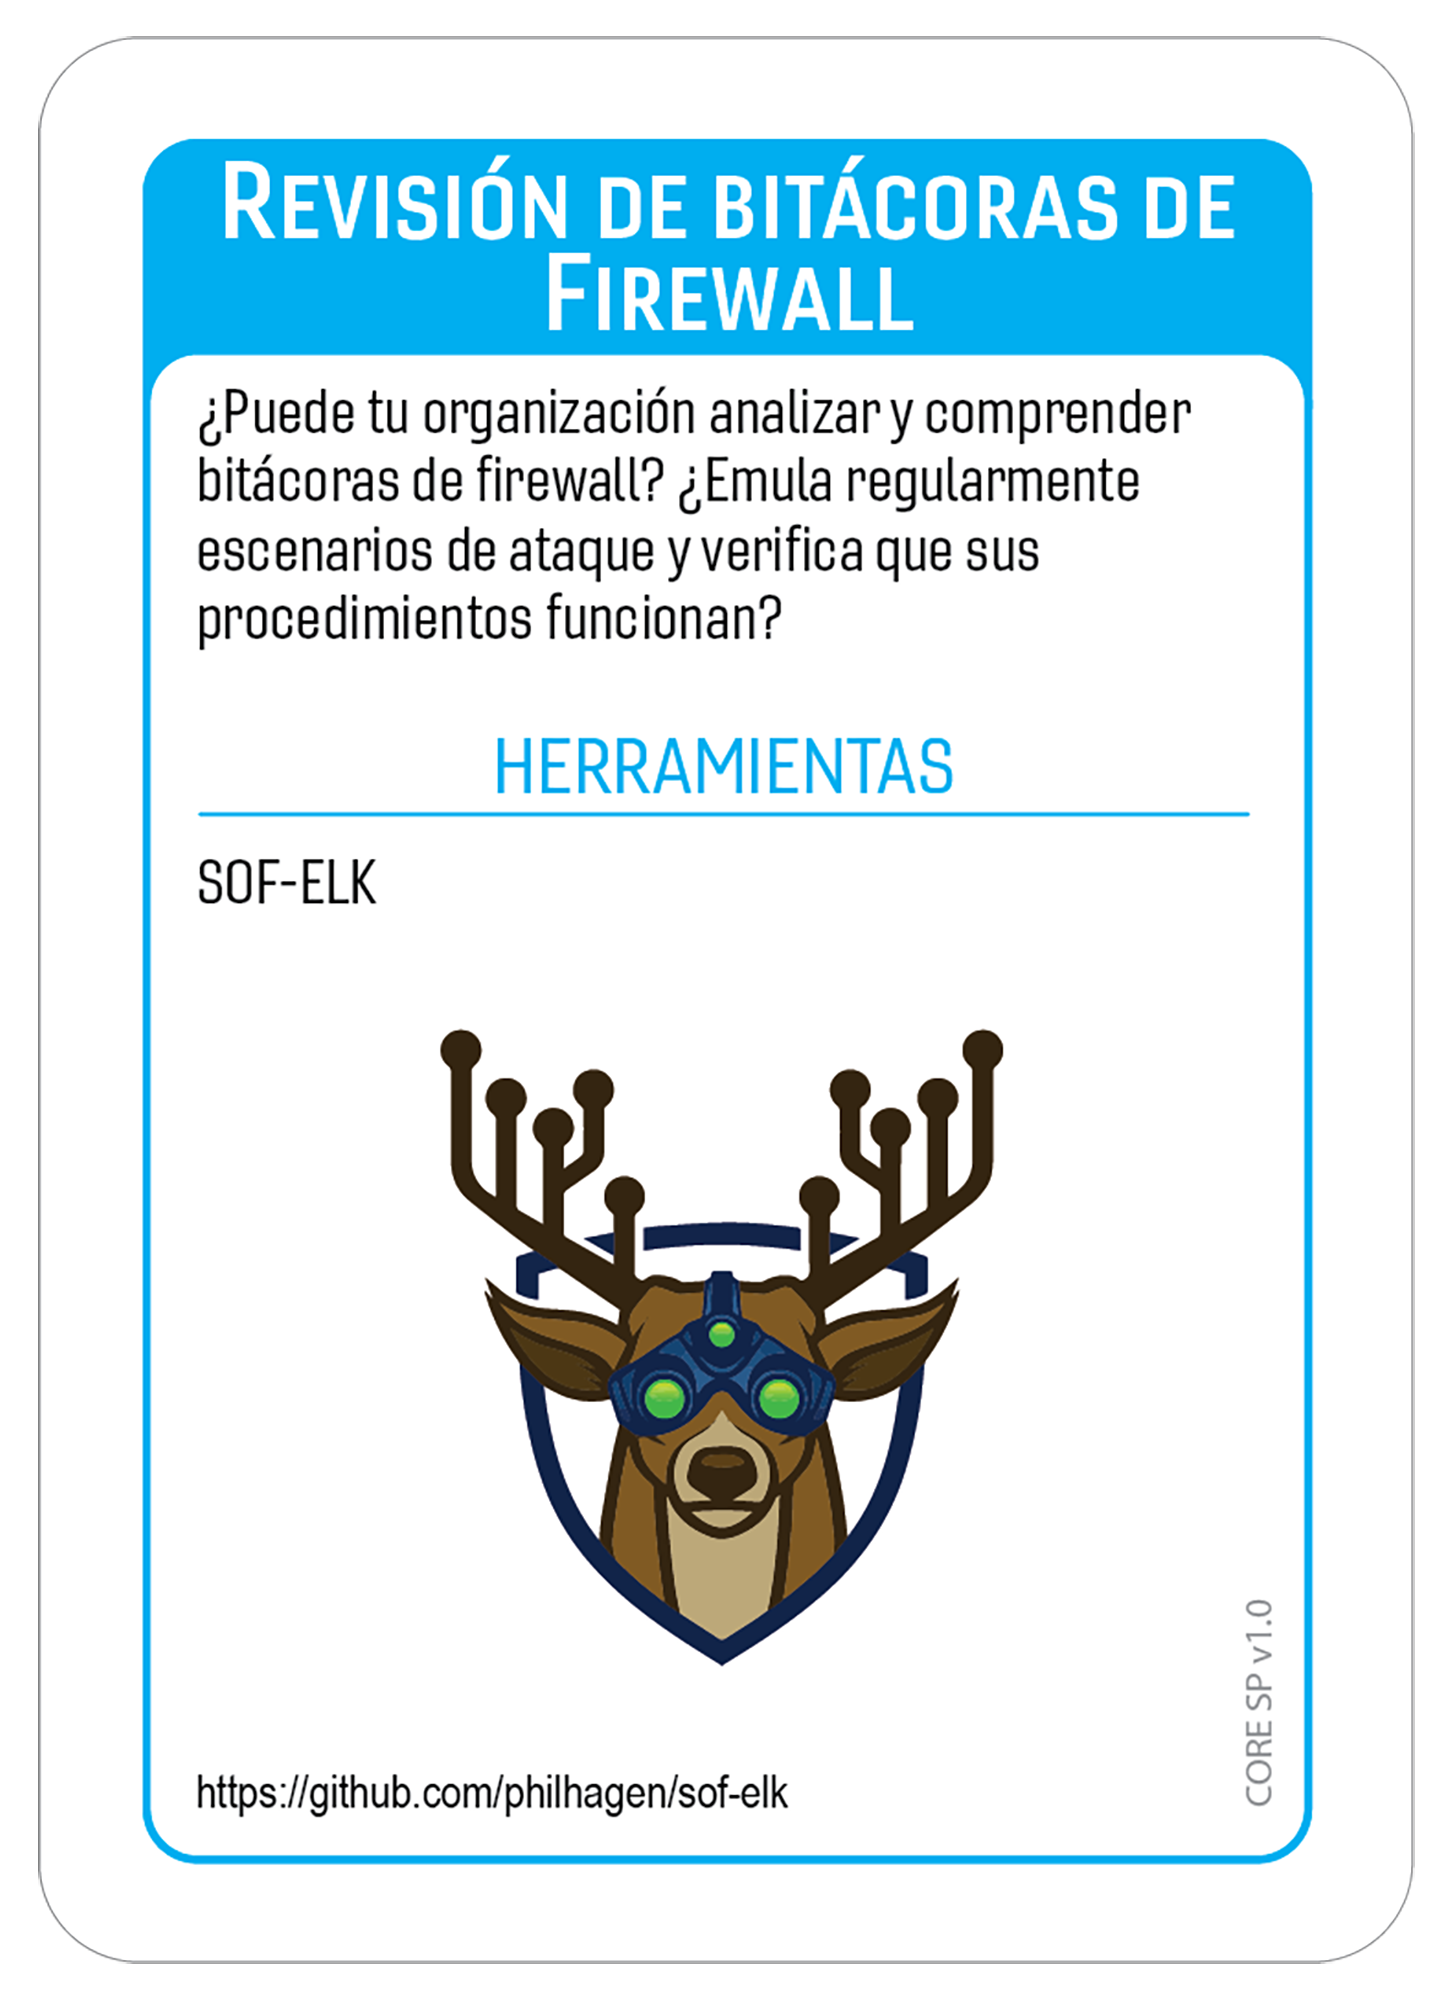 REVISIÓN DE BITÁCORAS DE
FIREWALL
¿Puede tu organización analizar y comprender
bitácoras de firewall? ¿Emula regularmente
escenarios de ataque y verifica que sus
procedimientos funcionan?
HERRAMIENTAS
SOF-ELK
https://github.com/philhagen/sof-elk
CORE SP v1.0